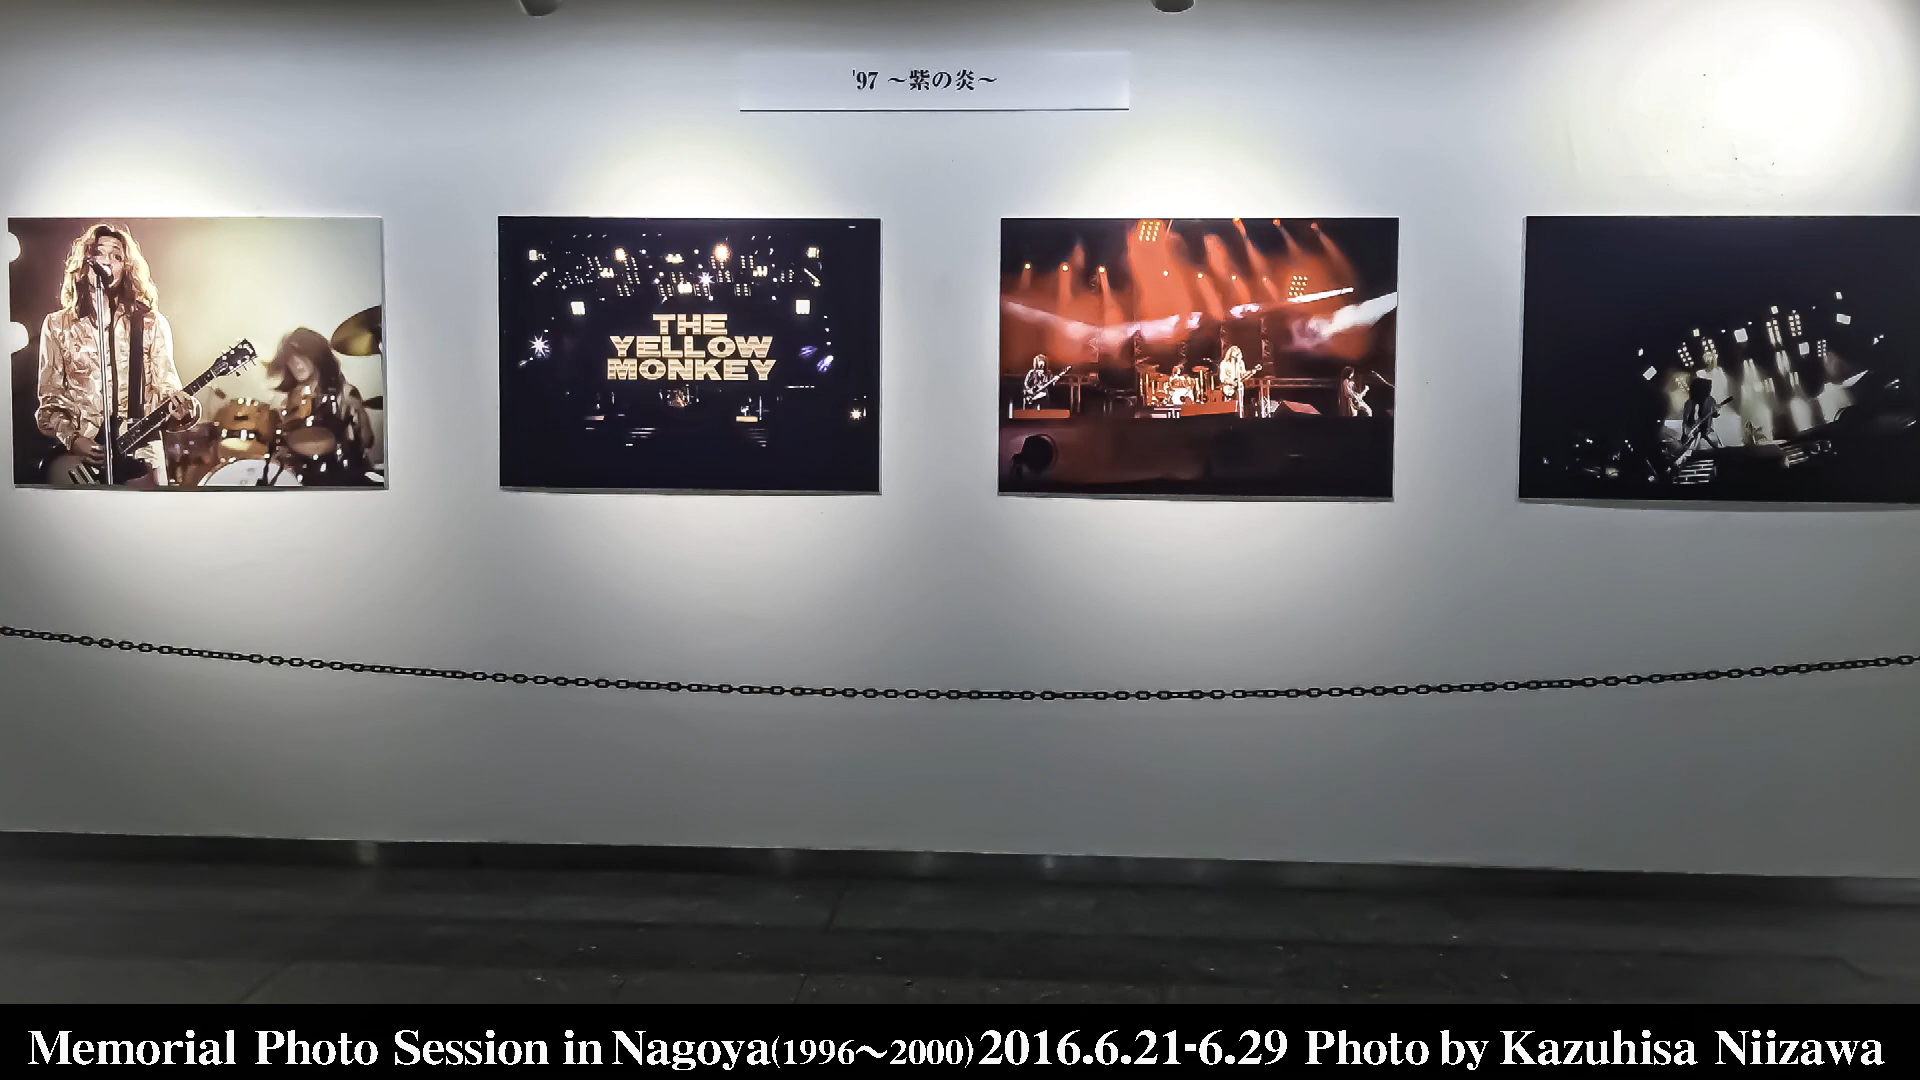 '97 〜紫の炎〜
THE
YELLOW
MONKEY
Memorial Photo Session in Nagoya(1996〜2000)2016.6.21-6.29 Photo by Kazuhisa Niizawa